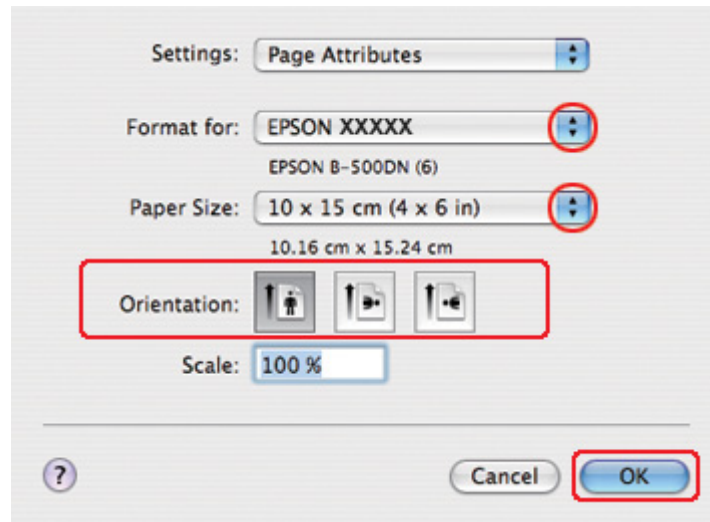 Settings: Page Attributes
Format for: EPSON XXXXX
EPSON B-500DN (6)
Paper Size: 10 x 15 cm (4 x 6 in)
10.16 cm x 15.24 cm
Orientation:
Scale: 100 %
? Cancel OK